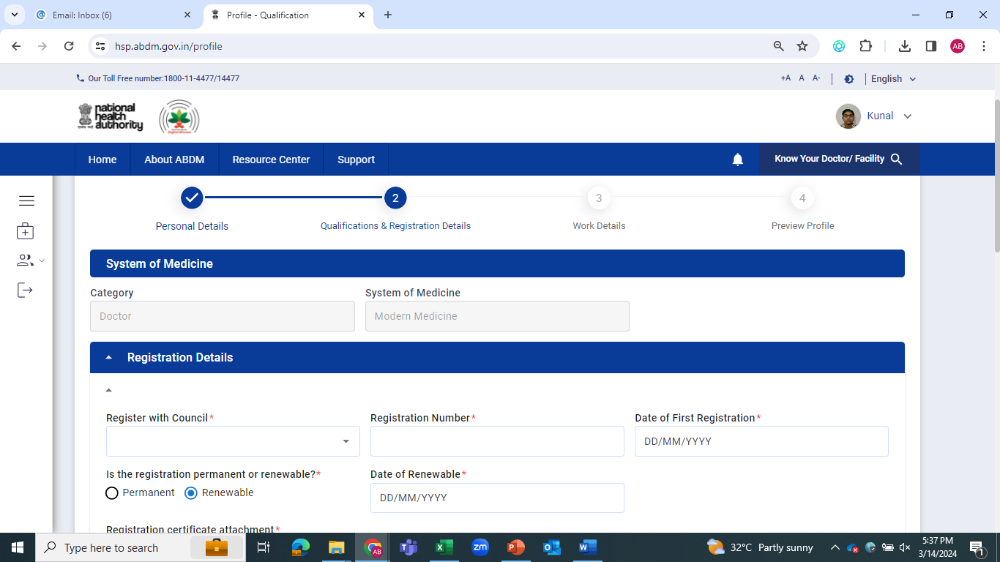 Email: Inbox (6)
Profile - Qualification
hsp.abdm.gov.in/profile
AB
Our Toll Free number:1800-11-4477/14477
+A A A-
English
national
health
authority
Kunal
Home About ABDM Resource Center Support
Know Your Doctor/ Facility
2 3 4
Personal Details Qualifications & Registration Details Work Details Preview Profile
System of Medicine
Category System of Medicine
Doctor Modern Medicine
Registration Details
Register with Council* Registration Number* Date of First Registration*
DD/MM/YYYY
Is the registration permanent or renewable?* Date of Renewable*
Permanent Renewable
DD/MM/YYYY
Registration certificate attachment*
Type here to search
AB
32°C Partly sunny
5:37 PM
3/14/2024
1